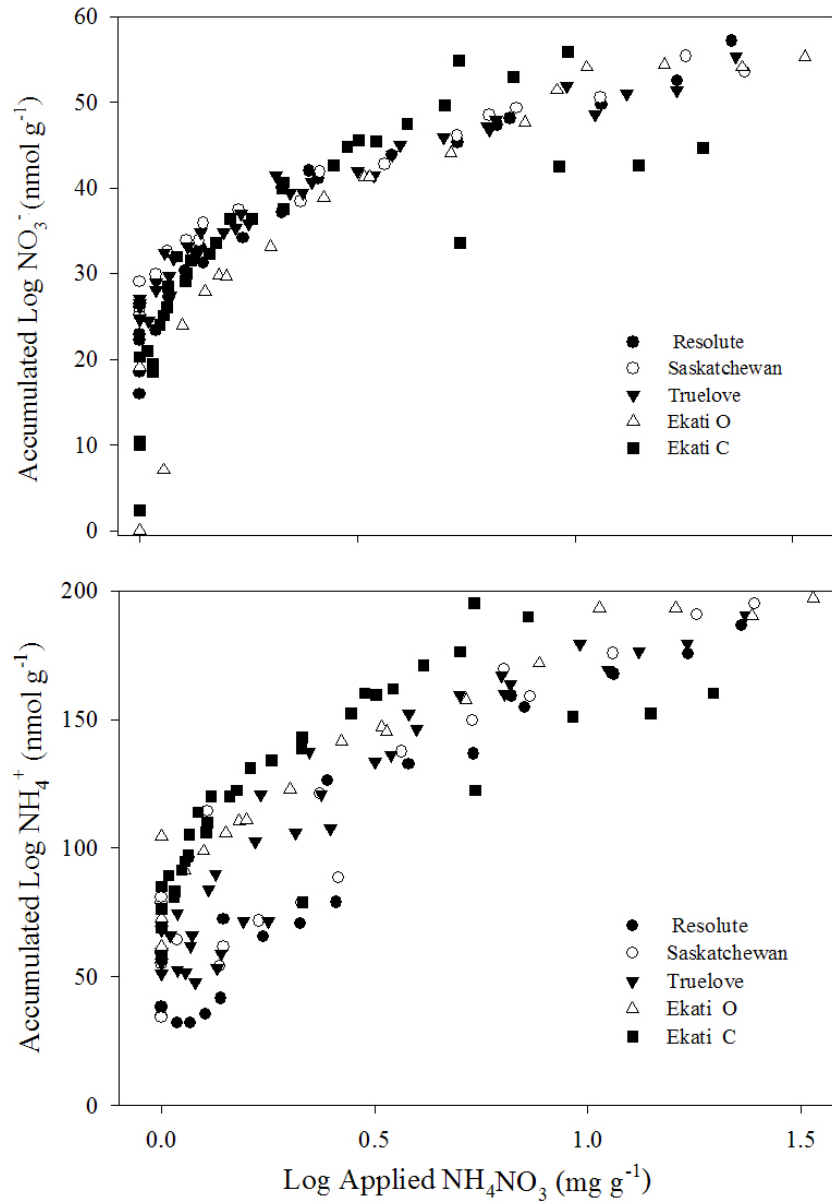 60
50
40
30
20
10
0
Accumulated Log NO₃⁻ (nmol g⁻¹)
Resolute
Saskatchewan
Truelove
Ekati O
Ekati C
200
150
100
50
0
Accumulated Log NH₄⁺ (nmol g⁻¹)
Resolute
Saskatchewan
Truelove
Ekati O
Ekati C
0.0 0.5 1.0 1.5
Log Applied NH₄NO₃ (mg g⁻¹)